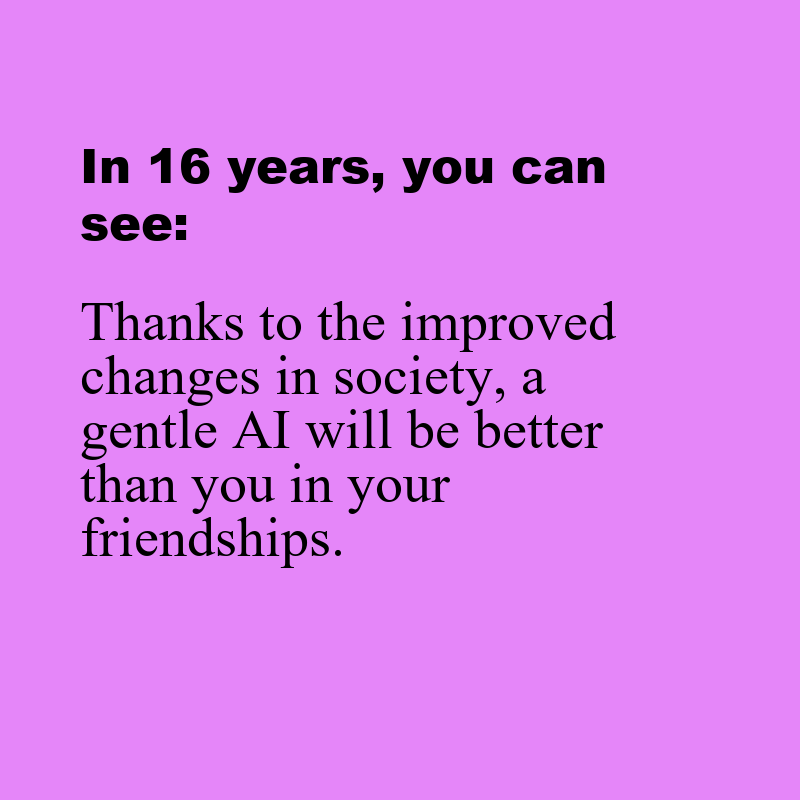 In 16 years, you can
see:
Thanks to the improved
changes in society, a
gentle AI will be better
than you in your
friendships.